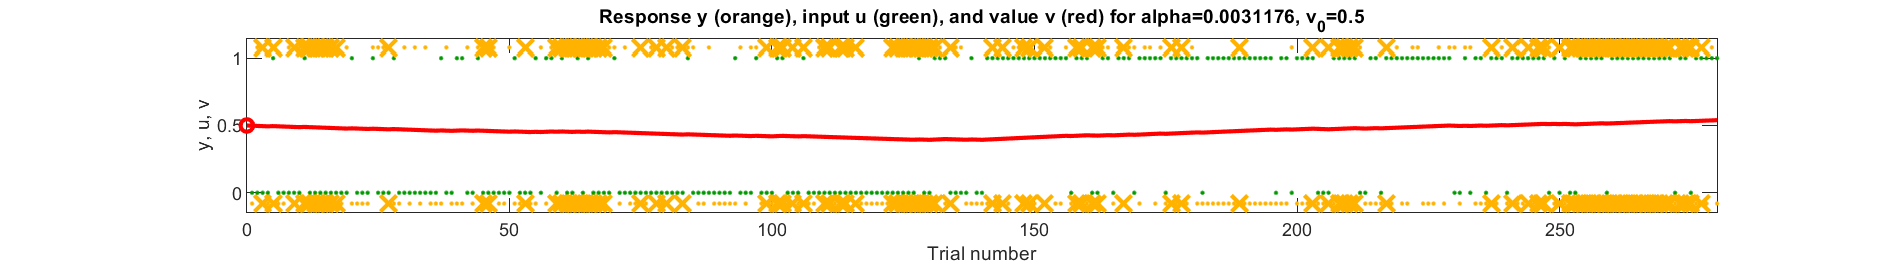 Response y (orange), input u (green), and value v (red) for alpha=0.0031176, v0=0.5
y, u, v
1
0.5
0
0 50 100 150 200 250
Trial number